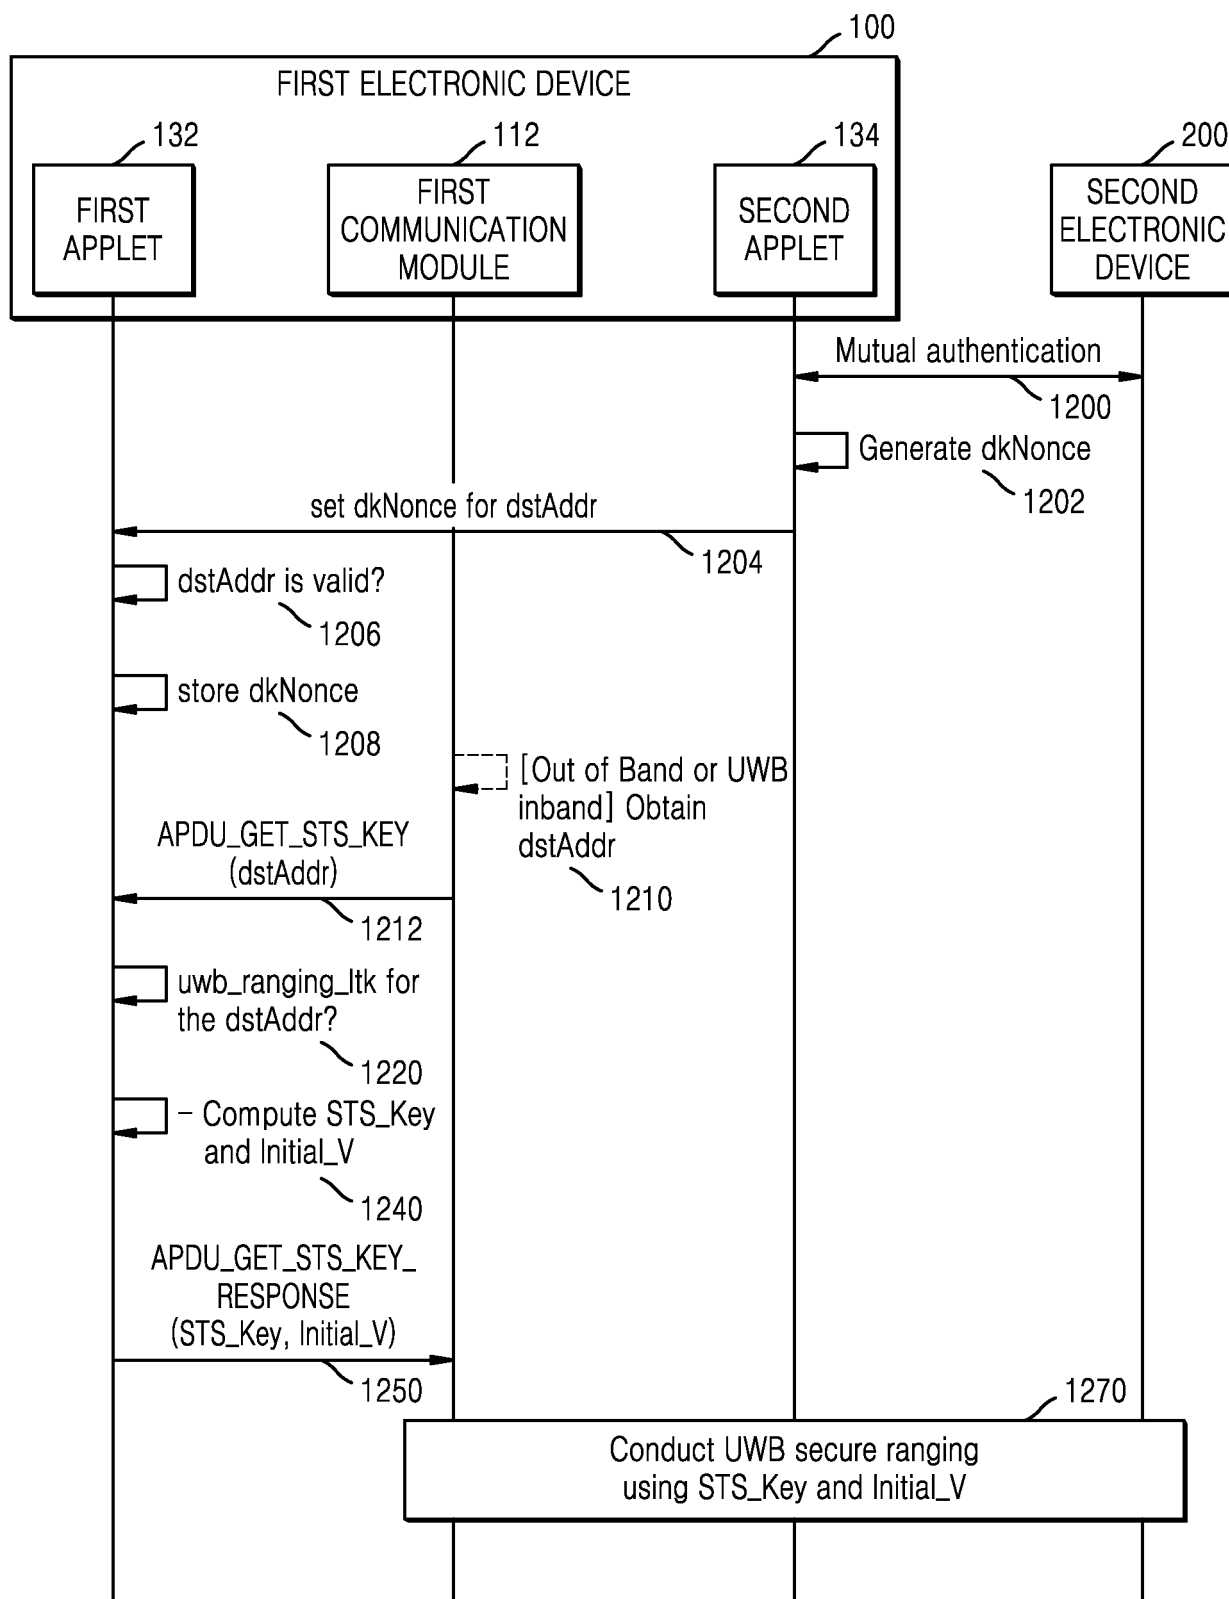 100
FIRST ELECTRONIC DEVICE
132
112
134
200
FIRST
APPLET
FIRST
COMMUNICATION
MODULE
SECOND
APPLET
SECOND
ELECTRONIC
DEVICE
Mutual authentication
1200
Generate dkNonce
1202
set dkNonce for dstAddr
1204
dstAddr is valid?
1206
store dkNonce
1208
[Out of Band or UWB
inband] Obtain
dstAddr
1210
APDU_GET_STS_KEY
(dstAddr)
1212
uwb_ranging_ltk for
the dstAddr?
1220
- Compute STS_Key
and Initial_V
1240
APDU_GET_STS_KEY_
RESPONSE
(STS_Key, Initial_V)
1250
1270
Conduct UWB secure ranging
using STS_Key and Initial_V